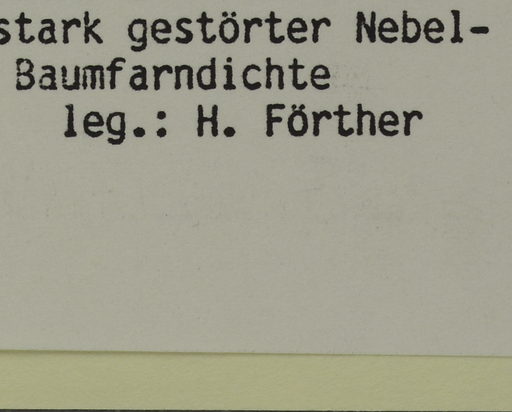 stark gestörter Nebel-
Baumfarndichte
leg.: H. Förther